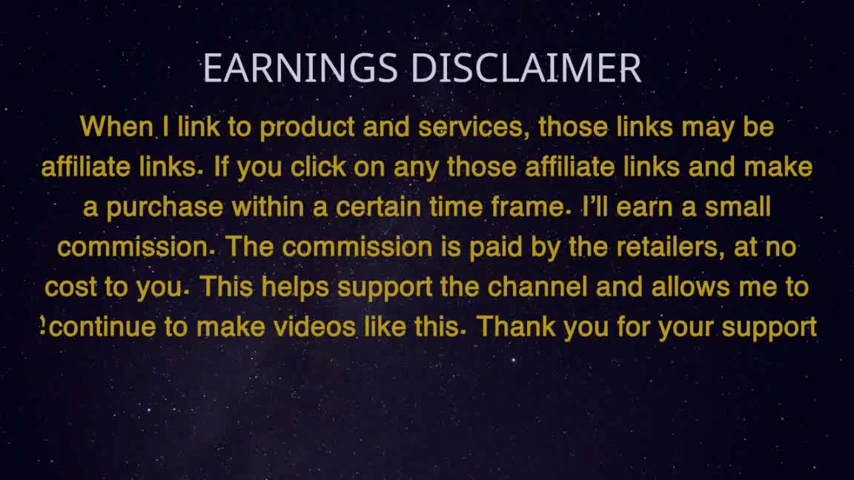 EARNINGS DISCLAIMER
When I link to product and services, those links may be
affiliate links. If you click on any those affiliate links and make
a purchase within a certain time frame. I'll earn a small
commission. The commission is paid by the retailers, at no
cost to you. This helps support the channel and allows me to
!continue to make videos like this. Thank you for your support